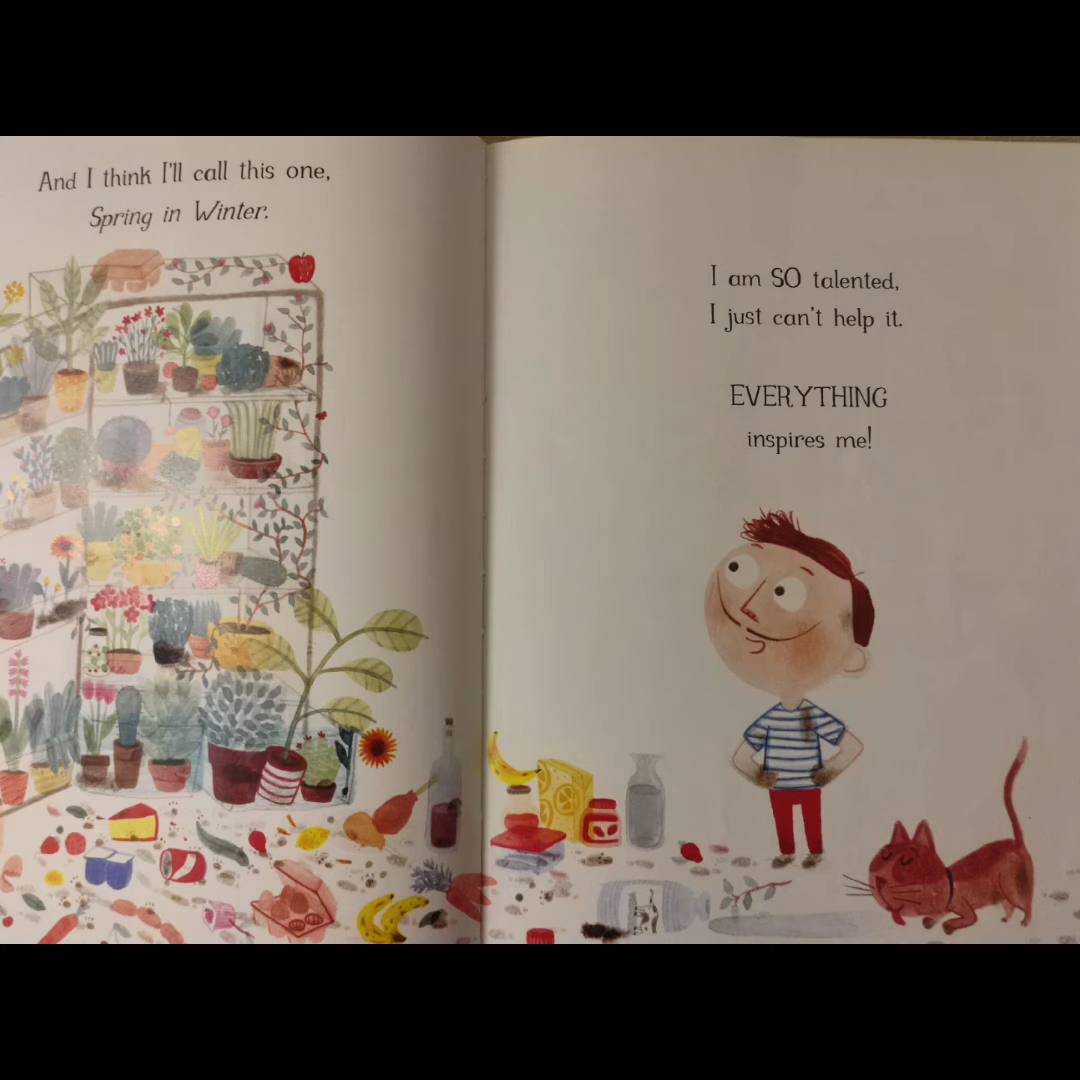 And I think I'll call this one,
Spring in Winter.
I am SO talented,
I just can't help it.
EVERYTHING
inspires me!